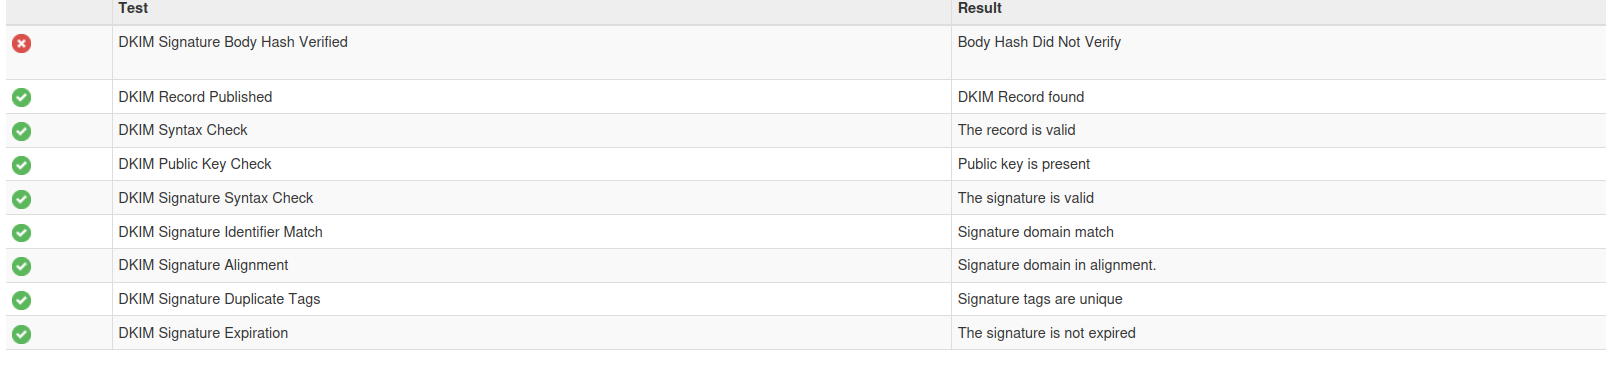 Test Result
DKIM Signature Body Hash Verified Body Hash Did Not Verify
DKIM Record Published DKIM Record found
DKIM Syntax Check The record is valid
DKIM Public Key Check Public key is present
DKIM Signature Syntax Check The signature is valid
DKIM Signature Identifier Match Signature domain match
DKIM Signature Alignment Signature domain in alignment.
DKIM Signature Duplicate Tags Signature tags are unique
DKIM Signature Expiration The signature is not expired